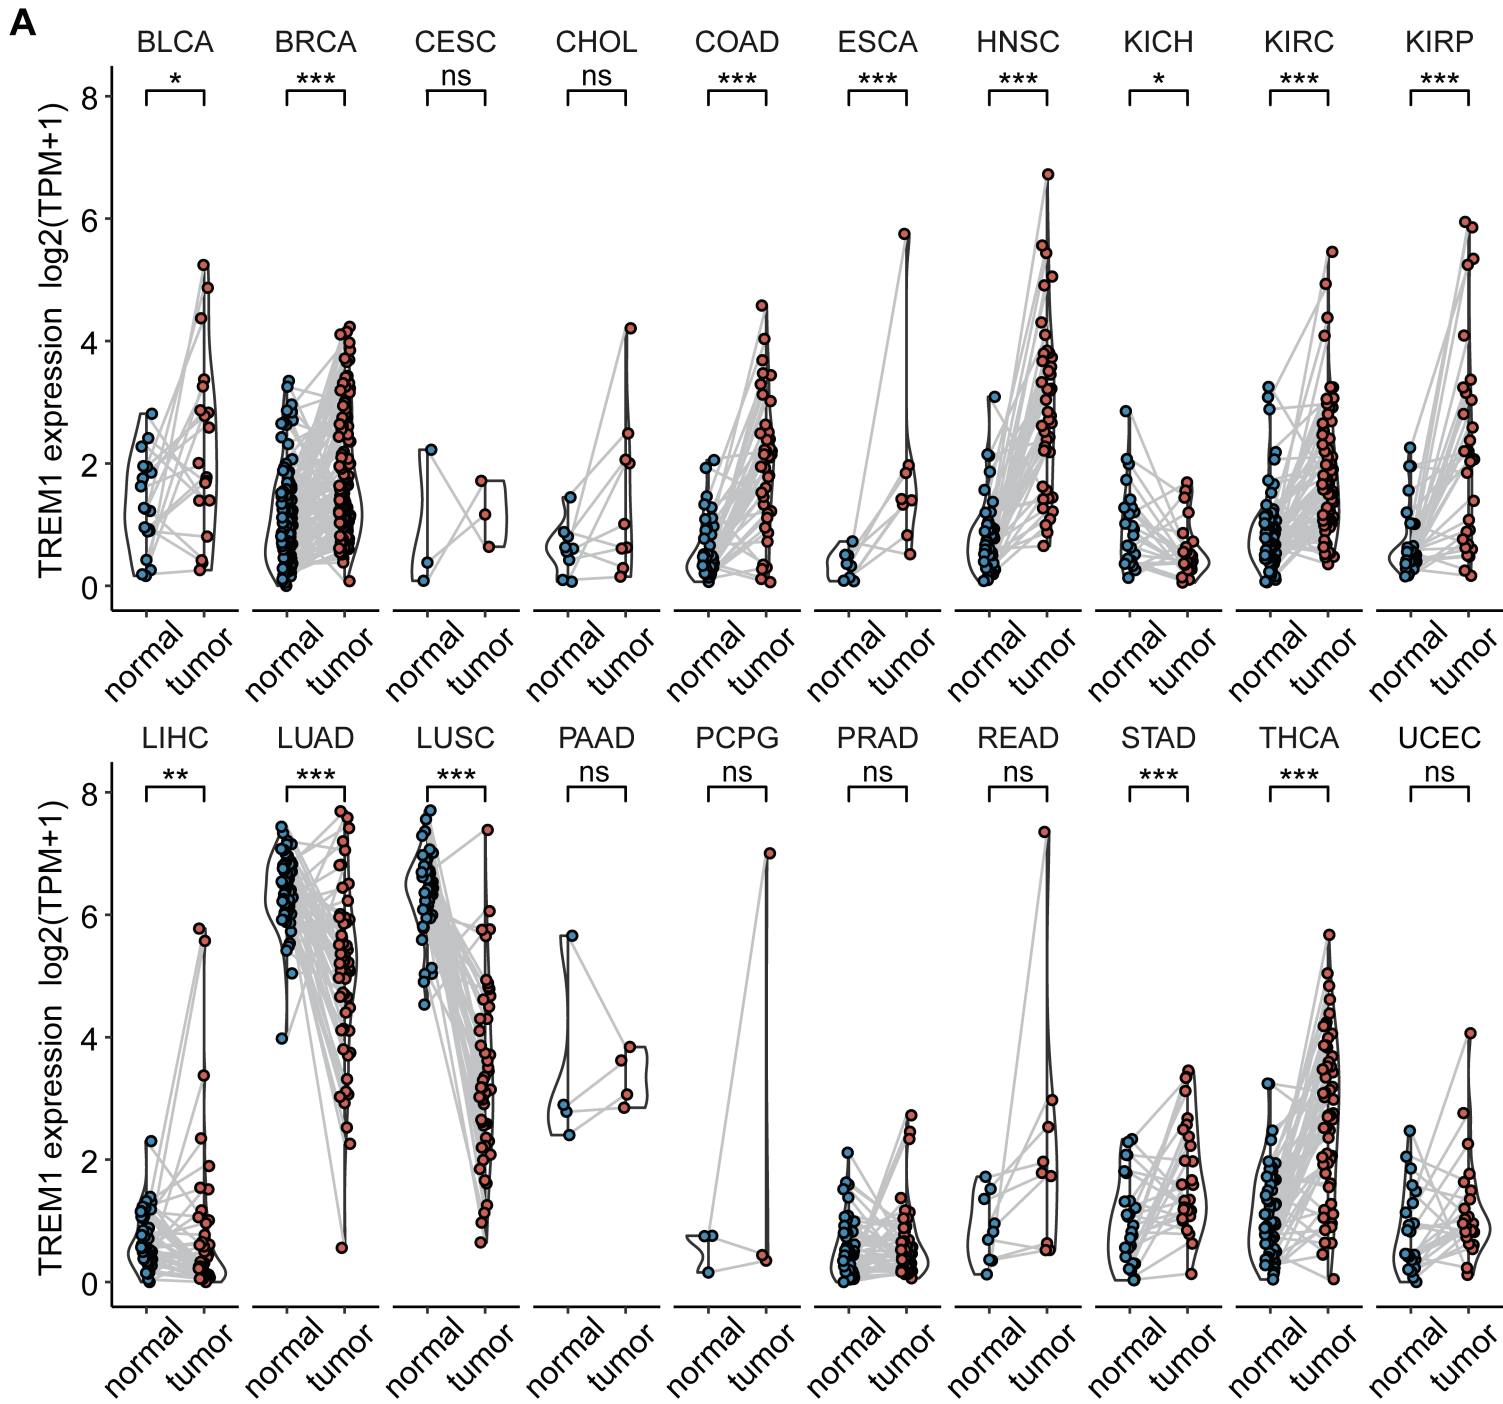 A
BLCA BRCA CESC CHOL COAD ESCA HNSC KICH KIRC KIRP
* *** ns ns *** *** *** * *** ***
TREM1 expression log2(TPM+1)
8
6
4
2
0
normal tumor normal tumor normal tumor normal tumor normal tumor normal tumor normal tumor normal tumor normal tumor normal tumor
LIHC LUAD LUSC PAAD PCPG PRAD READ STAD THCA UCEC
** *** *** ns ns ns ns *** *** ns
TREM1 expression log2(TPM+1)
8
6
4
2
0
normal tumor normal tumor normal tumor normal tumor normal tumor normal tumor normal tumor normal tumor normal tumor normal tumor